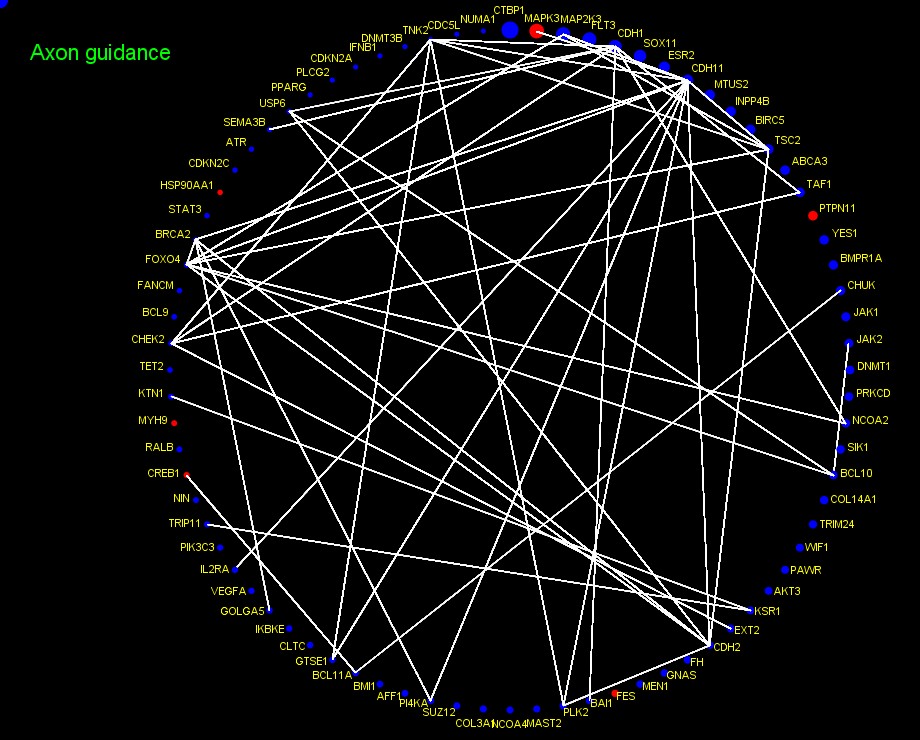 Axon guidance
CTBP1
MAPK3
MAP2K3
FLT3
CDH1
SOX11
ESR2
CDH11
MTUS2
INPP4B
BIRC5
TSC2
ABCA3
TAF1
PTPN11
YES1
BMPR1A
CHUK
JAK1
JAK2
DNMT1
PRKCD
NCOA2
SIK1
BCL10
COL14A1
TRIM24
WIF1
PAWR
AKT3
KSR1
EXT2
CDH2
FH
GNAS
MEN1
FES
BAI1
PLK2
MAST2
NCOA4
COL3A1
SUZ12
PI4KA
AFF1
BMI1
BCL11A
GTSE1
CLTC
IKBKE
GOLGA5
VEGFA
IL2RA
PIK3C3
TRIP11
NIN
CREB1
RALB
MYH9
KTN1
TET2
CHEK2
BCL9
FANCM
FOXO4
BRCA2
STAT3
HSP90AA1
CDKN2C
ATR
SEMA3B
USP6
PPARG
PLCG2
CDKN2A
IFNB1
DNMT3B
TNK2
CDC5L
NUMA1